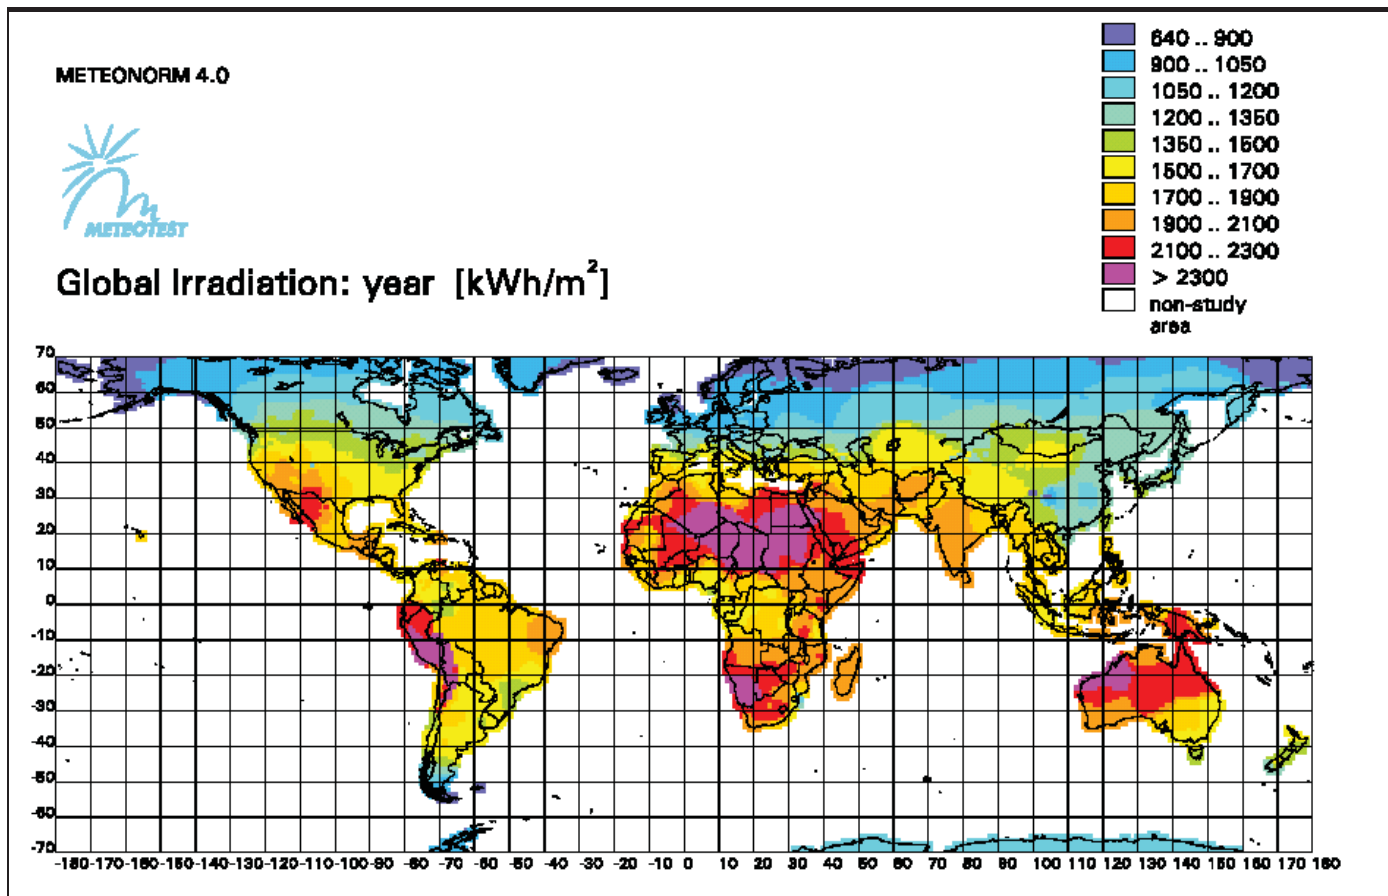 METEONORM 4.0
METEOTEST
Global Irradiation: year [kWh/m²]
640 .. 900
900 .. 1050
1050 .. 1200
1200 .. 1350
1350 .. 1500
1500 .. 1700
1700 .. 1900
1900 .. 2100
2100 .. 2300
> 2300
non-study
area
70
60
50
40
30
20
10
0
-10
-20
-30
-40
-50
-60
-70
-180 -170 -160 -150 -140 -130 -120 -110 -100 -90 -80 -70 -60 -50 -40 -30 -20 -10 0 10 20 30 40 50 60 70 80 90 100 110 120 130 140 150 160 170 180